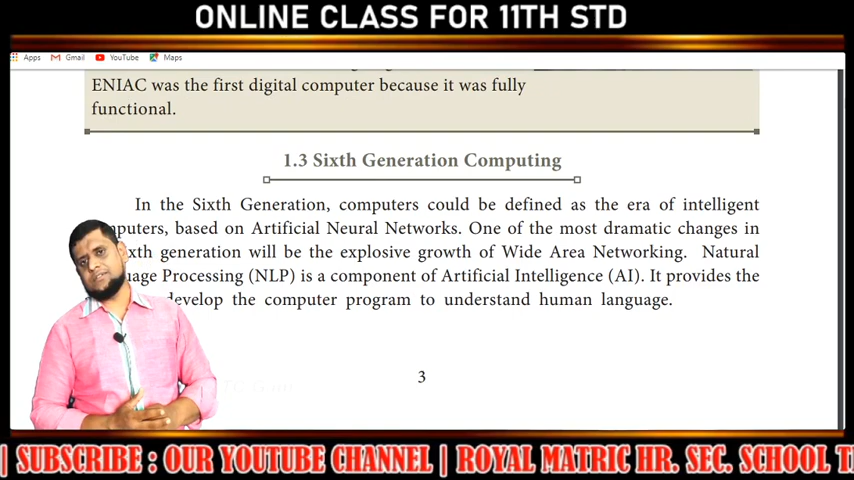 ONLINE CLASS FOR 11TH STD
Apps Gmail YouTube Maps
ENIAC was the first digital computer because it was fully
functional.
1.3 Sixth Generation Computing
In the Sixth Generation, computers could be defined as the era of intelligent
based on Artificial Neural Networks. One of the most dramatic changes in
generation will be the explosive growth of Wide Area Networking. Natural
Processing (NLP) is a component of Artificial Intelligence (AI). It provides the
develop the computer program to understand human language.
3
| SUBSCRIBE : OUR YOUTUBE CHANNEL | ROYAL MATRIC HR. SEC. SCHOOL